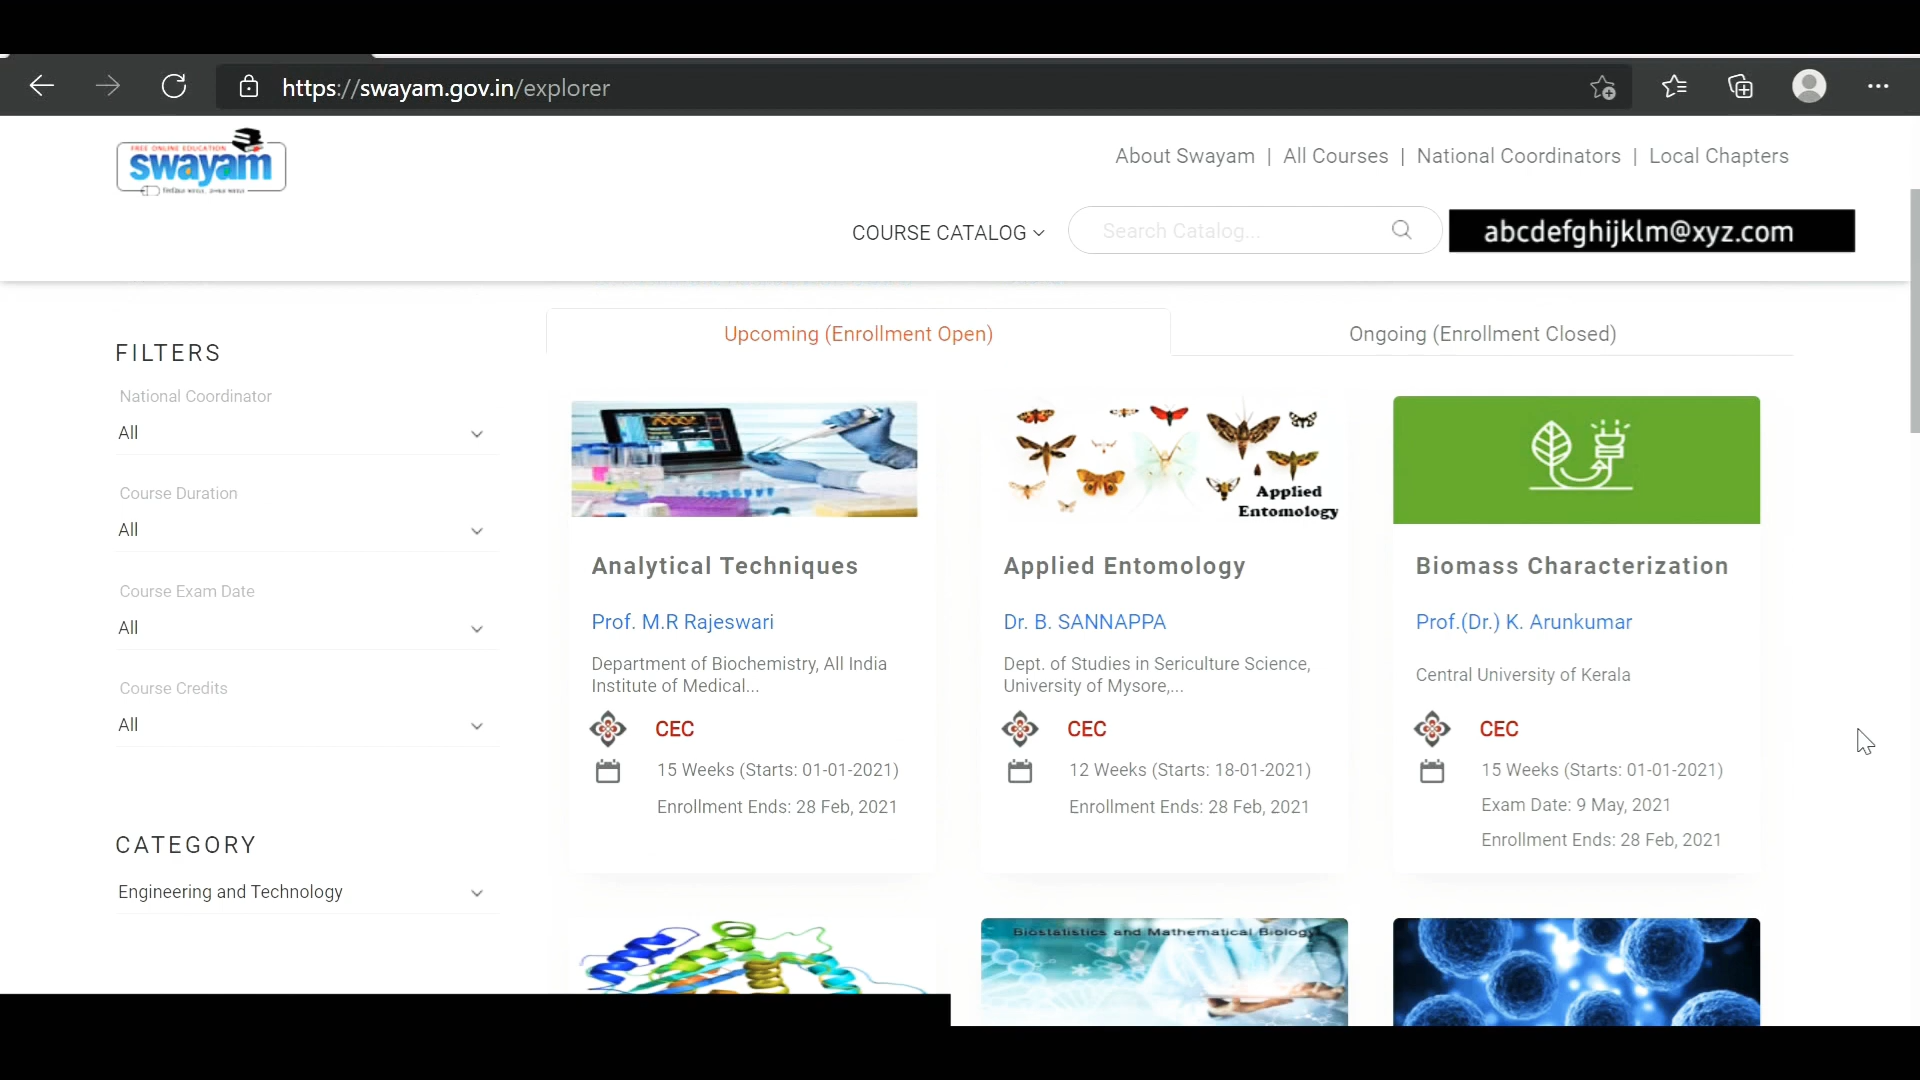 https://swayam.gov.in/explorer
FREE ONLINE EDUCATION
swayam
About Swayam | All Courses | National Coordinators | Local Chapters
COURSE CATALOG
Search Catalog...
abcdefghijklm@xyz.com
FILTERS
National Coordinator
All
Course Duration
All
Course Exam Date
All
Course Credits
All
CATEGORY
Engineering and Technology
Upcoming (Enrollment Open)
Ongoing (Enrollment Closed)
Analytical Techniques
Prof. M.R Rajeswari
Department of Biochemistry, All India
Institute of Medical...
CEC
15 Weeks (Starts: 01-01-2021)
Enrollment Ends: 28 Feb, 2021
Applied
Entomology
Applied Entomology
Dr. B. SANNAPPA
Dept. of Studies in Sericulture Science,
University of Mysore,...
CEC
12 Weeks (Starts: 18-01-2021)
Enrollment Ends: 28 Feb, 2021
Biomass Characterization
Prof.(Dr.) K. Arunkumar
Central University of Kerala
CEC
15 Weeks (Starts: 01-01-2021)
Exam Date: 9 May, 2021
Enrollment Ends: 28 Feb, 2021
Biostatistics and Mathematical Biology